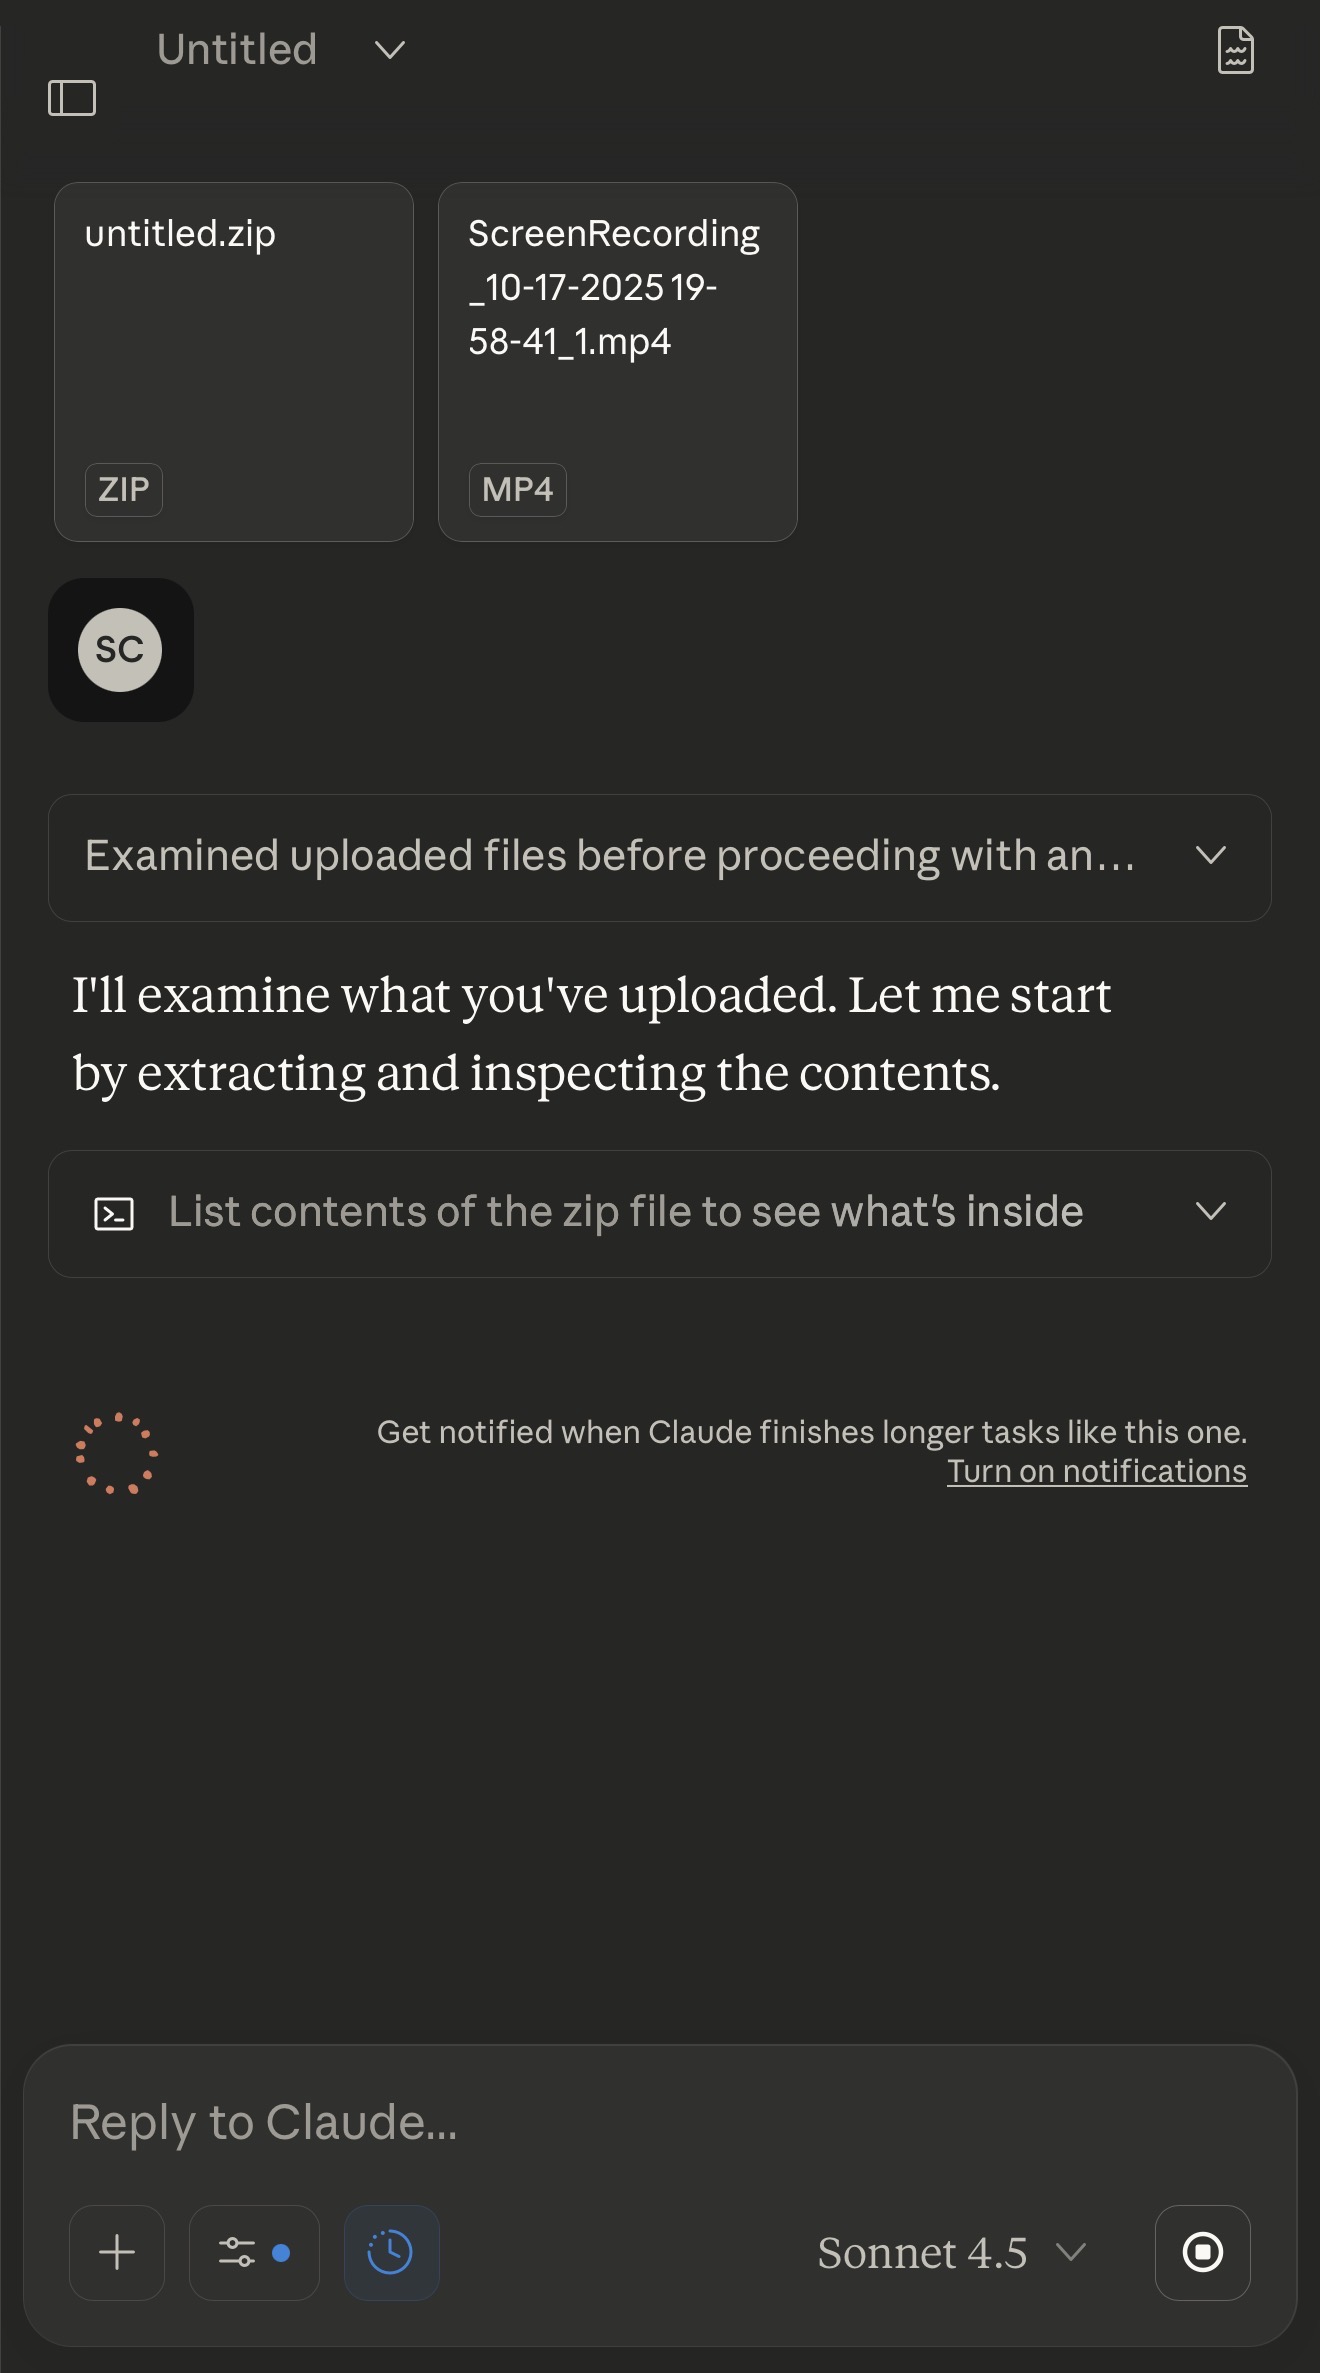 Untitled
untitled.zip
ZIP
ScreenRecording
_10-17-2025 19-
58-41_1.mp4
MP4
SC
Examined uploaded files before proceeding with an…
I'll examine what you've uploaded. Let me start
by extracting and inspecting the contents.
List contents of the zip file to see what's inside
Get notified when Claude finishes longer tasks like this one.
Turn on notifications
Reply to Claude...
Sonnet 4.5